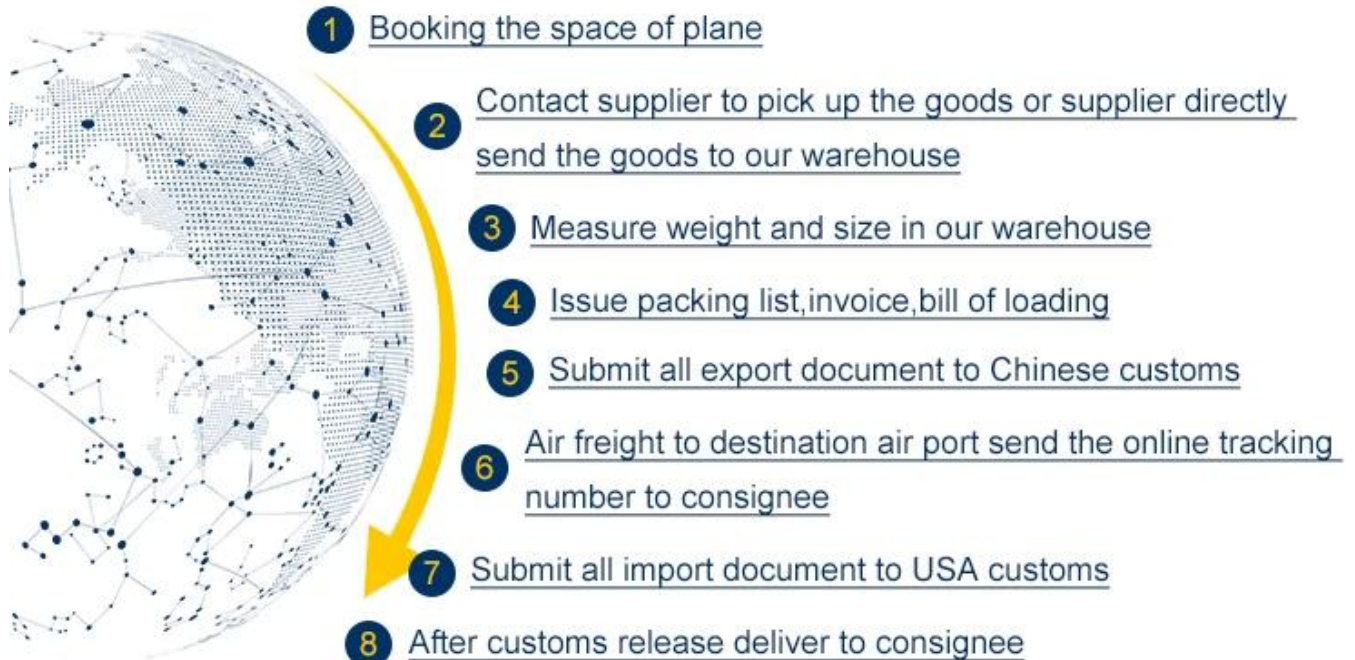 1 Booking the space of plane
2 Contact supplier to pick up the goods or supplier directly
send the goods to our warehouse
3 Measure weight and size in our warehouse
4 Issue packing list,invoice,bill of loading
5 Submit all export document to Chinese customs
6 Air freight to destination air port send the online tracking
number to consignee
7 Submit all import document to USA customs
8 After customs release deliver to consignee